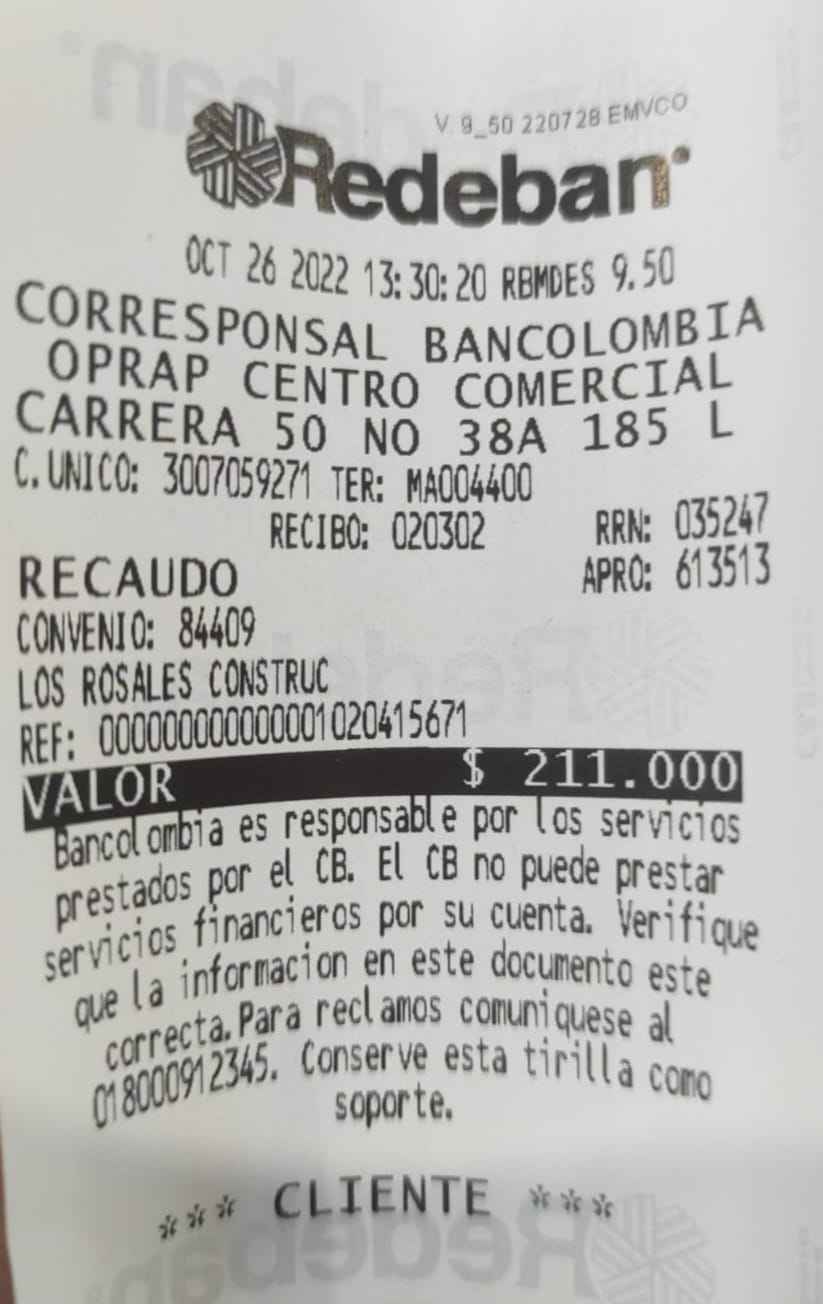 V. 9_50 220728 EMVCO
Redeban
OCT 26 2022 13:30:20 RBMDES 9.50
CORRESPONSAL BANCOLOMBIA
OPRAP CENTRO COMERCIAL
CARRERA 50 NO 38A 185 L
C.UNICO: 3007059271 TER: MA004400
RECIBO: 020302 RRN: 035247
RECAUDO APRO: 613513
CONVENIO: 84409
LOS ROSALES CONSTRUC
REF: 000000000000001020415671
VALOR $ 211.000
Bancolombia es responsable por los servicios
prestados por el CB. El CB no puede prestar
servicios financieros por su cuenta. Verifique
que la informacion en este documento este
correcta.Para reclamos comuniquese al
018000912345. Conserve esta tirilla como
soporte.
*** CLIENTE ***